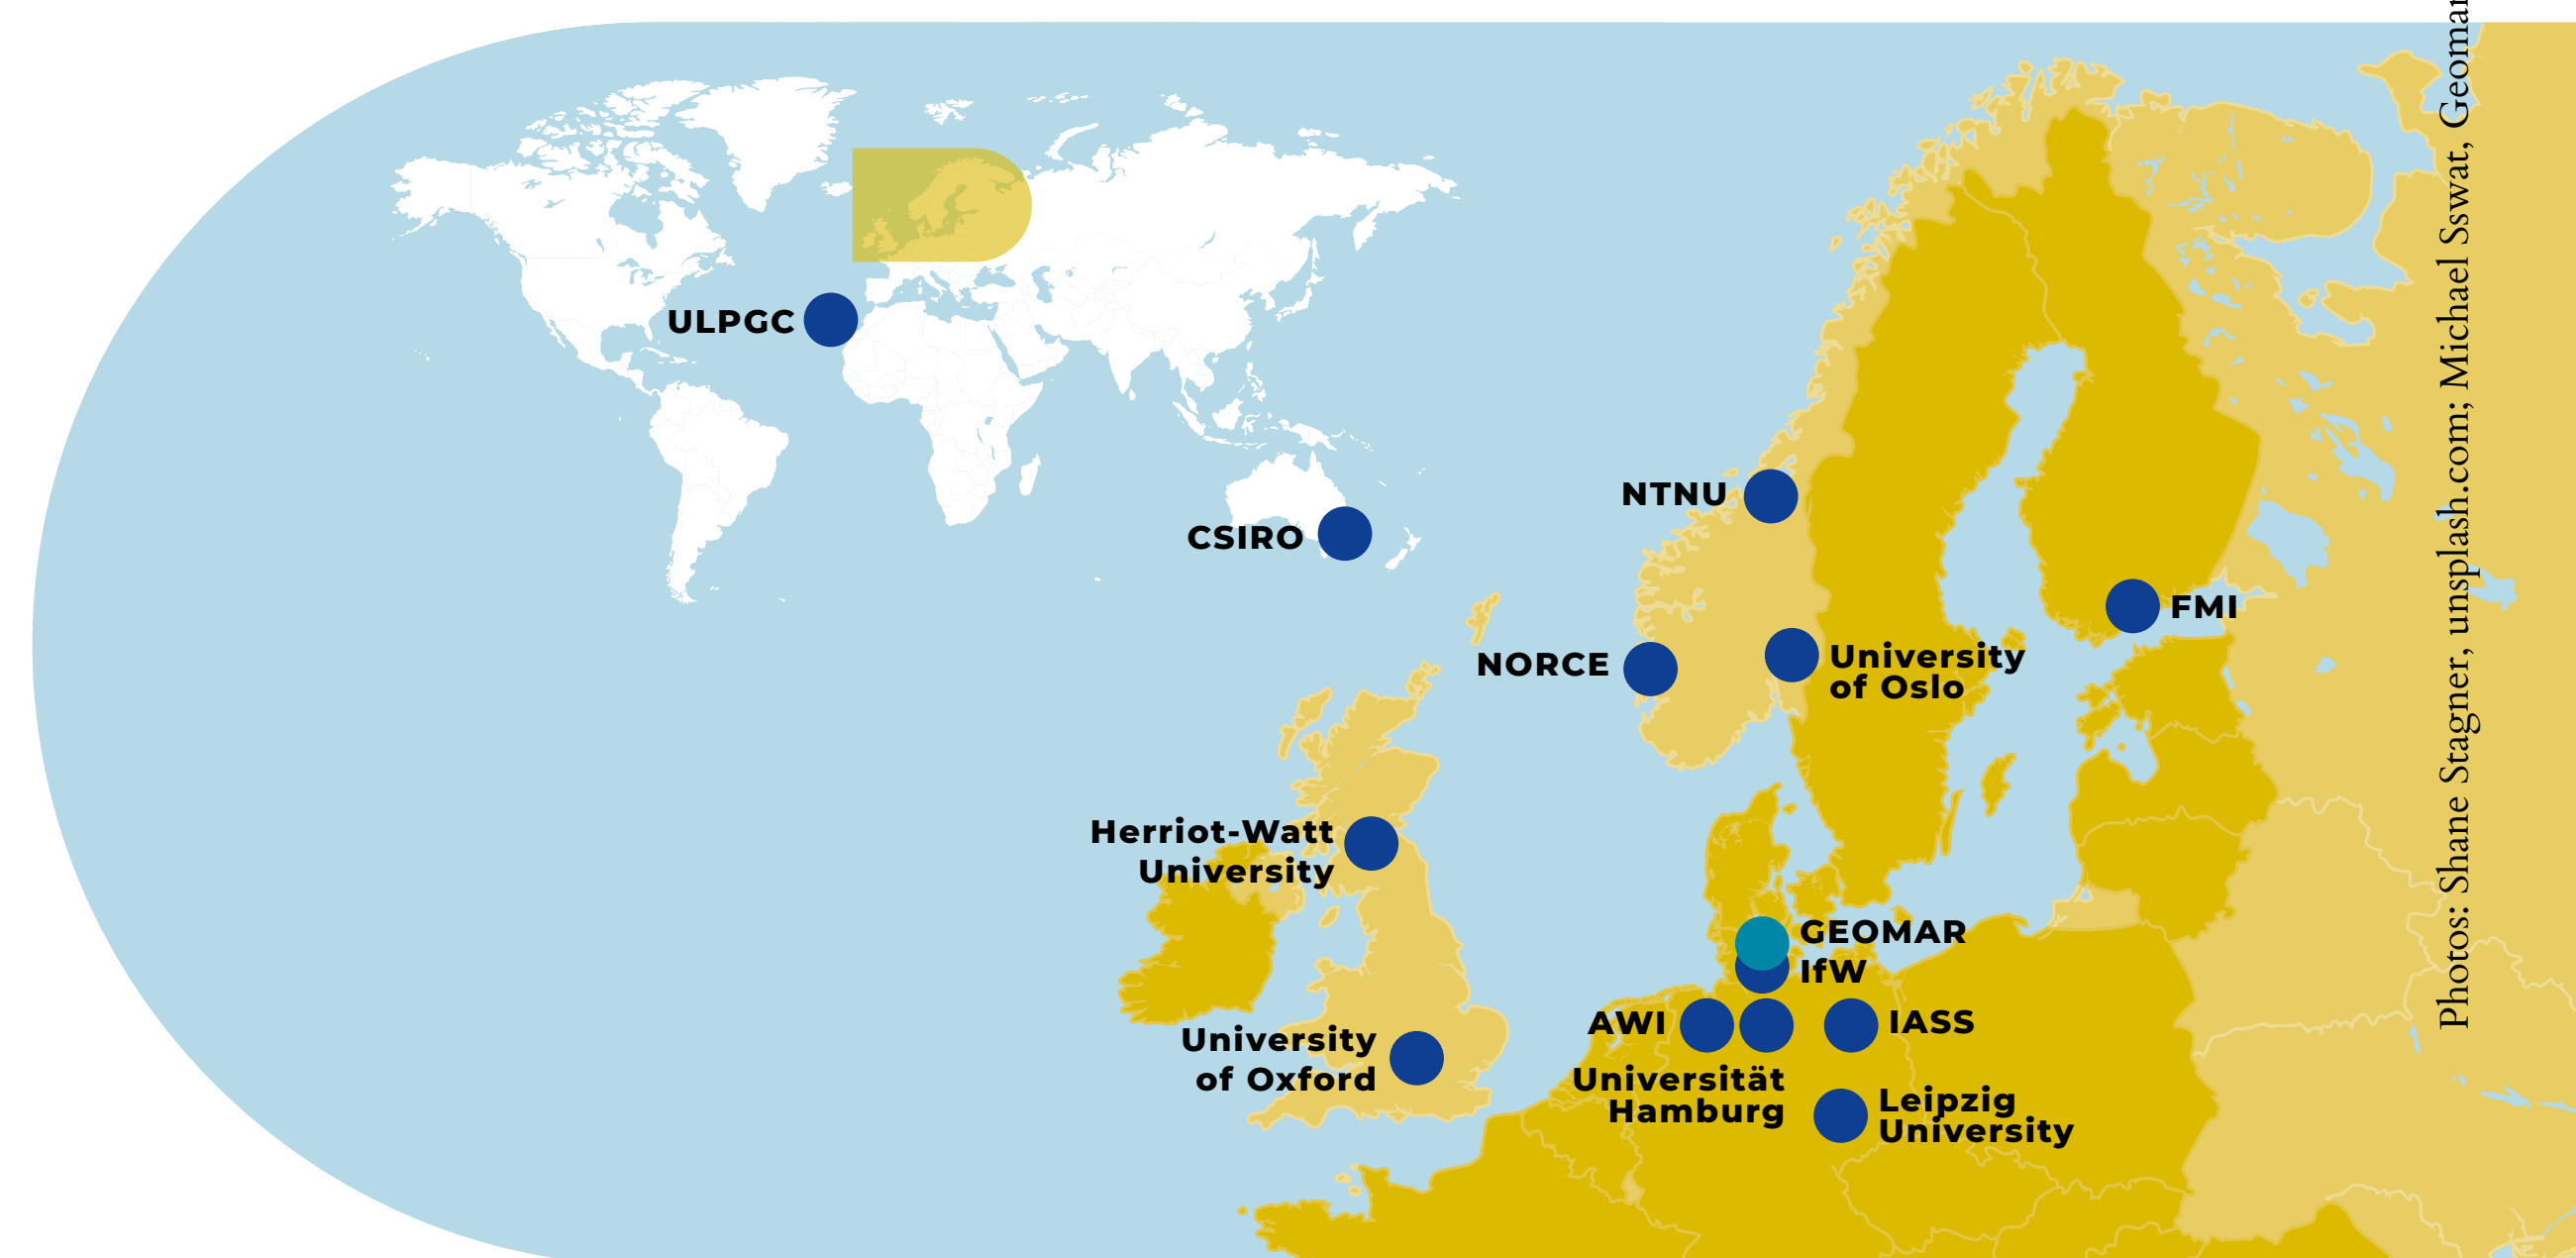 ULPGC
CSIRO
NTNU
FMI
NORCE
University
of Oslo
Herriot-Watt
University
GEOMAR
IfW
AWI
IASS
University
of Oxford
Universität
Hamburg
Leipzig
University
Photos: Shane Stagner, unsplash.com; Michael Sswat, Geomar